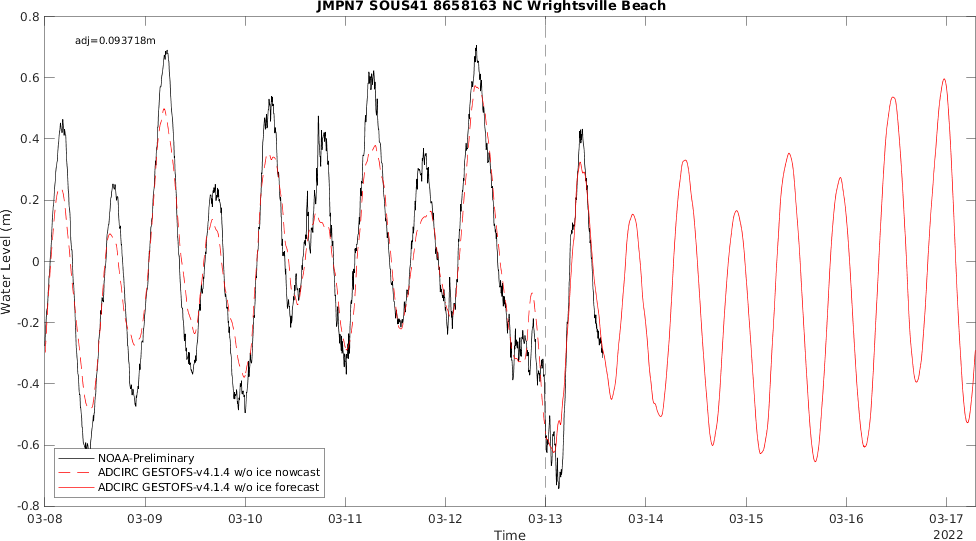 JMPN7 SOUS41 8658163 NC Wrightsville Beach
adj=0.093718m
0.8
0.6
0.4
0.2
0
-0.2
-0.4
-0.6
-0.8
Water Level (m)
NOAA-Preliminary
ADCIRC GESTOFS-v4.1.4 w/o ice nowcast
ADCIRC GESTOFS-v4.1.4 w/o ice forecast
03-08 03-09 03-10 03-11 03-12 03-13 03-14 03-15 03-16 03-17
Time
2022